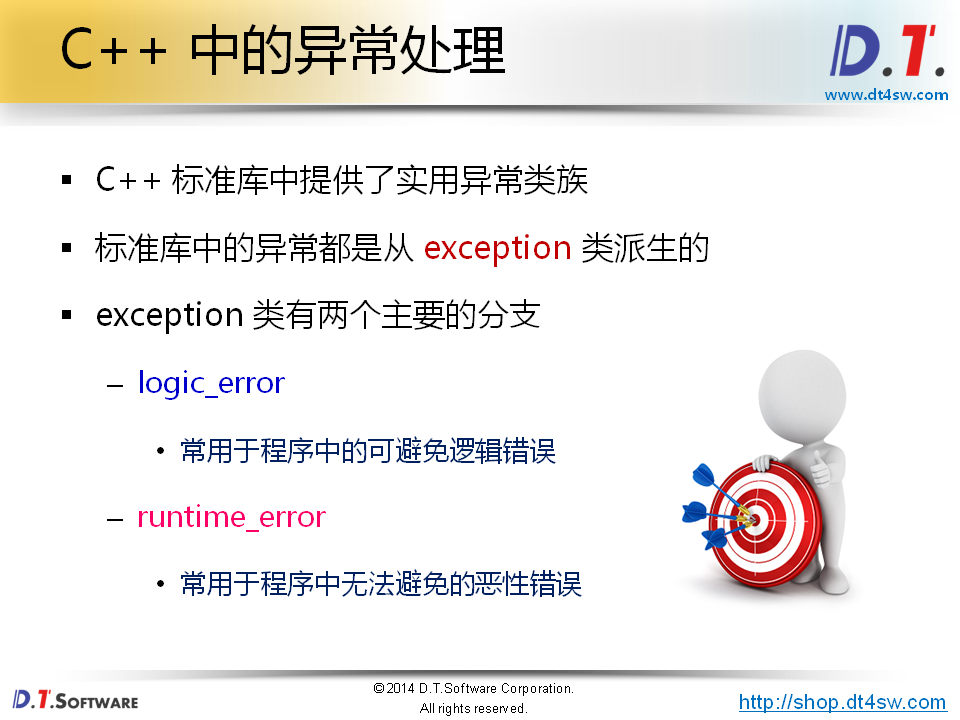 C++ 中的异常处理
D.T.
www.dt4sw.com
▪ C++ 标准库中提供了实用异常类族
▪ 标准库中的异常都是从 exception 类派生的
▪ exception 类有两个主要的分支
– logic_error
• 常用于程序中的可避免逻辑错误
– runtime_error
• 常用于程序中无法避免的恶性错误
D.T.SOFTWARE
©2014 D.T.Software Corporation.
All rights reserved.
http://shop.dt4sw.com